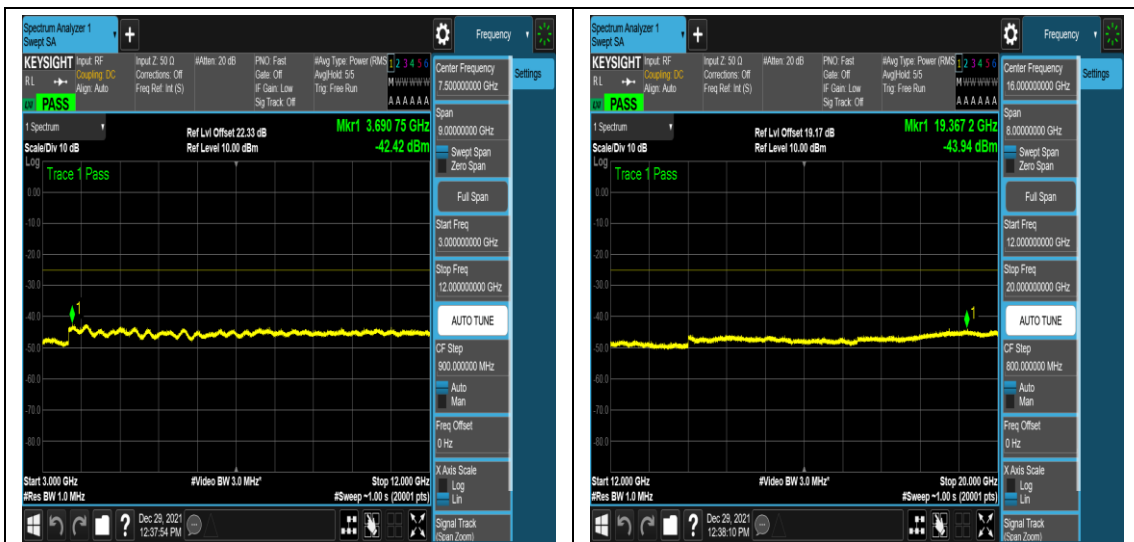 Spectrum Analyzer 1
Swept SA
+
Frequency
KEYSIGHT
Input: RF
Input Z: 50 Ω
#Atten: 20 dB
PNO: Fast
#Avg Type: Power (RMS
1 2 3 4 5 6
R L
Coupling: DC
Corrections: Off
Gate: Off
Avg|Hold: 5/5
M W W W W W
Align: Auto
Freq Ref: Int (S)
IF Gain: Low
Trig: Free Run
Sig Track: Off
A A A A A A
PASS
Center Frequency
7.500000000 GHz
Settings
1 Spectrum
Ref Lvl Offset 22.33 dB
Mkr1 3.690 75 GHz
Scale/Div 10 dB
Ref Level 10.00 dBm
-42.42 dBm
Log
Trace 1 Pass
0.00
-10.0
-20.0
-30.0
-40.0
-50.0
-60.0
-70.0
-80.0
1
Span
9.00000000 GHz
Swept Span
Zero Span
Full Span
Start Freq
3.000000000 GHz
Stop Freq
12.000000000 GHz
AUTO TUNE
CF Step
900.000000 MHz
Auto
Man
Freq Offset
0 Hz
X Axis Scale
Log
Lin
Signal Track
(Span Zoom)
Start 3.000 GHz
#Video BW 3.0 MHz*
Stop 12.000 GHz
#Res BW 1.0 MHz
#Sweep ~1.00 s (20001 pts)
?
Dec 29, 2021
12:37:54 PM
Spectrum Analyzer 1
Swept SA
+
Frequency
KEYSIGHT
Input: RF
Input Z: 50 Ω
#Atten: 20 dB
PNO: Fast
#Avg Type: Power (RMS
1 2 3 4 5 6
R L
Coupling: DC
Corrections: Off
Gate: Off
Avg|Hold: 5/5
M W W W W W
Align: Auto
Freq Ref: Int (S)
IF Gain: Low
Trig: Free Run
Sig Track: Off
A A A A A A
PASS
Center Frequency
16.000000000 GHz
Settings
1 Spectrum
Ref Lvl Offset 19.17 dB
Mkr1 19.367 2 GHz
Scale/Div 10 dB
Ref Level 10.00 dBm
-43.94 dBm
Log
Trace 1 Pass
0.00
-10.0
-20.0
-30.0
-40.0
-50.0
-60.0
-70.0
-80.0
1
Span
8.00000000 GHz
Swept Span
Zero Span
Full Span
Start Freq
12.000000000 GHz
Stop Freq
20.000000000 GHz
AUTO TUNE
CF Step
800.000000 MHz
Auto
Man
Freq Offset
0 Hz
X Axis Scale
Log
Lin
Signal Track
(Span Zoom)
Start 12.000 GHz
#Video BW 3.0 MHz*
Stop 20.000 GHz
#Res BW 1.0 MHz
#Sweep ~1.00 s (20001 pts)
?
Dec 29, 2021
12:38:10 PM